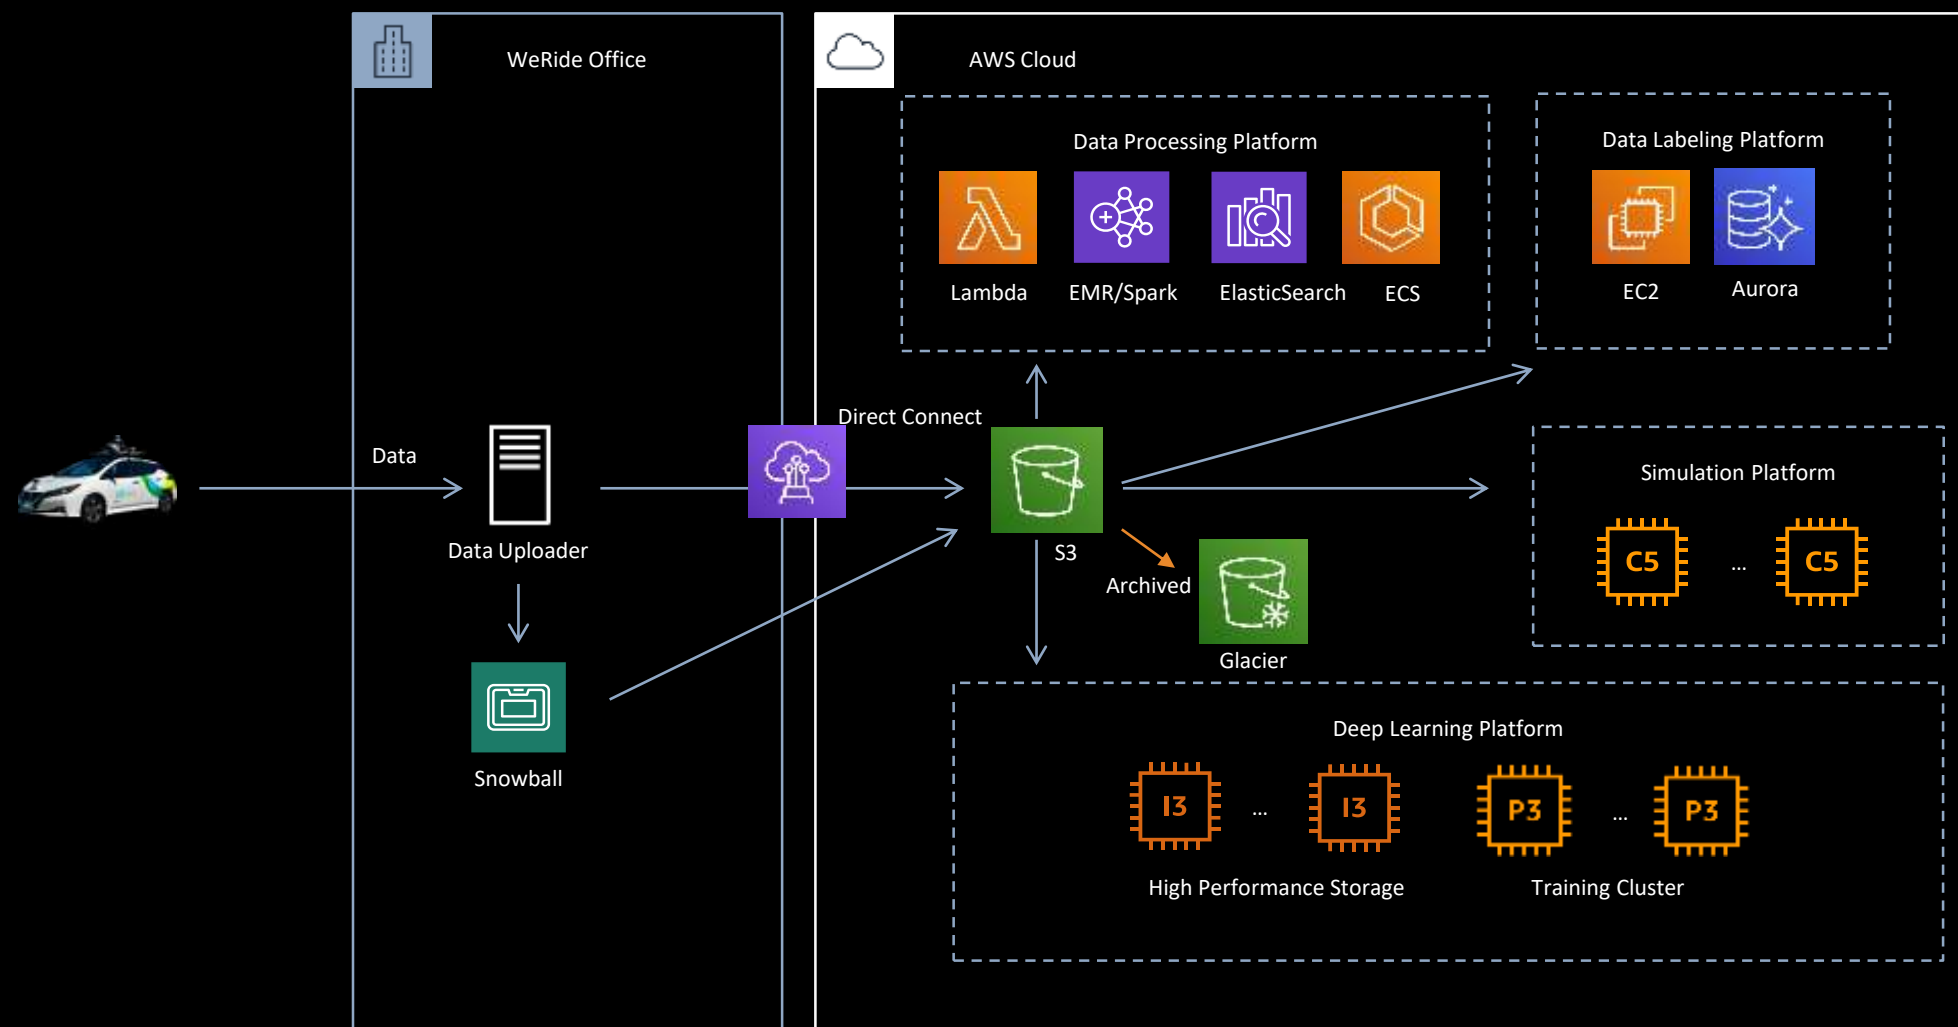 WeRide Office
AWS Cloud
Data Processing Platform
Data Labeling Platform
Lambda
EMR/Spark
ElasticSearch
ECS
EC2
Aurora
Direct Connect
Data
Data Uploader
S3
Archived
Glacier
Snowball
Simulation Platform
C5
...
C5
Deep Learning Platform
I3
...
I3
P3
...
P3
High Performance Storage
Training Cluster